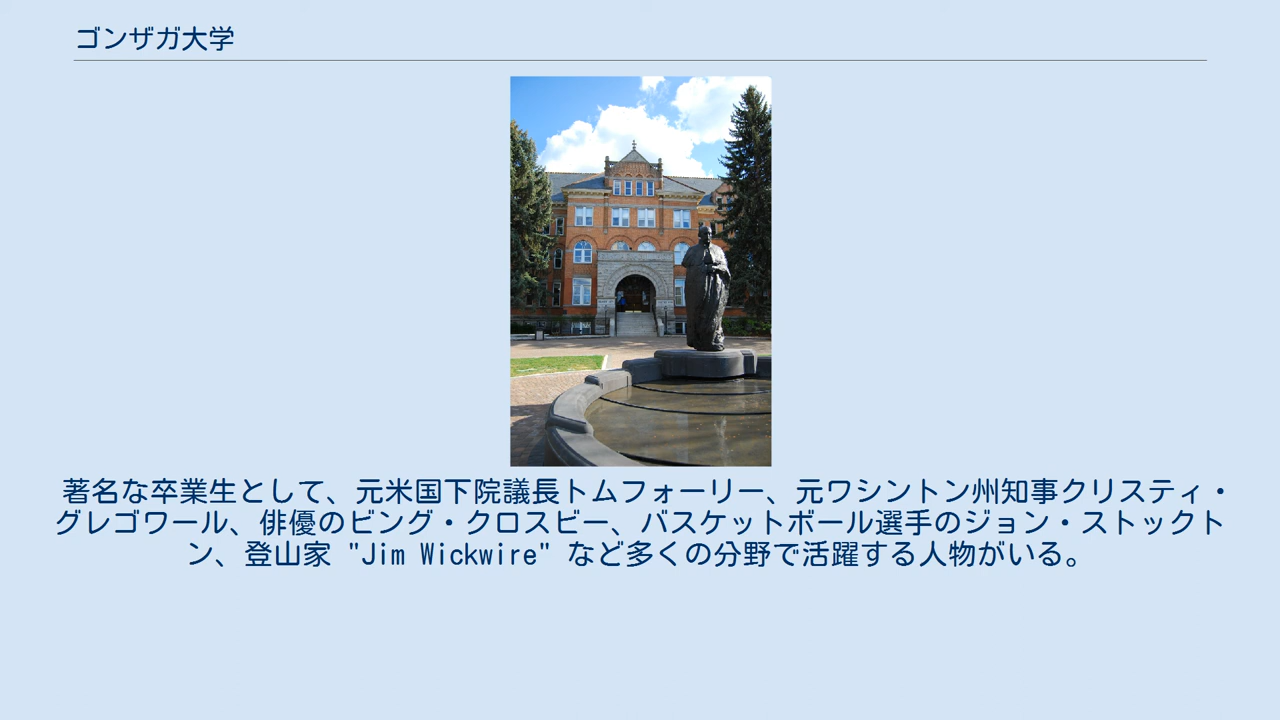 ゴンザガ大学
著名な卒業生として、元米国下院議長トムフォーリー、元ワシントン州知事クリスティ・
グレゴワール、俳優のビング・クロスビー、バスケットボール選手のジョン・ストックト
ン、登山家 "Jim Wickwire" など多くの分野で活躍する人物がいる。